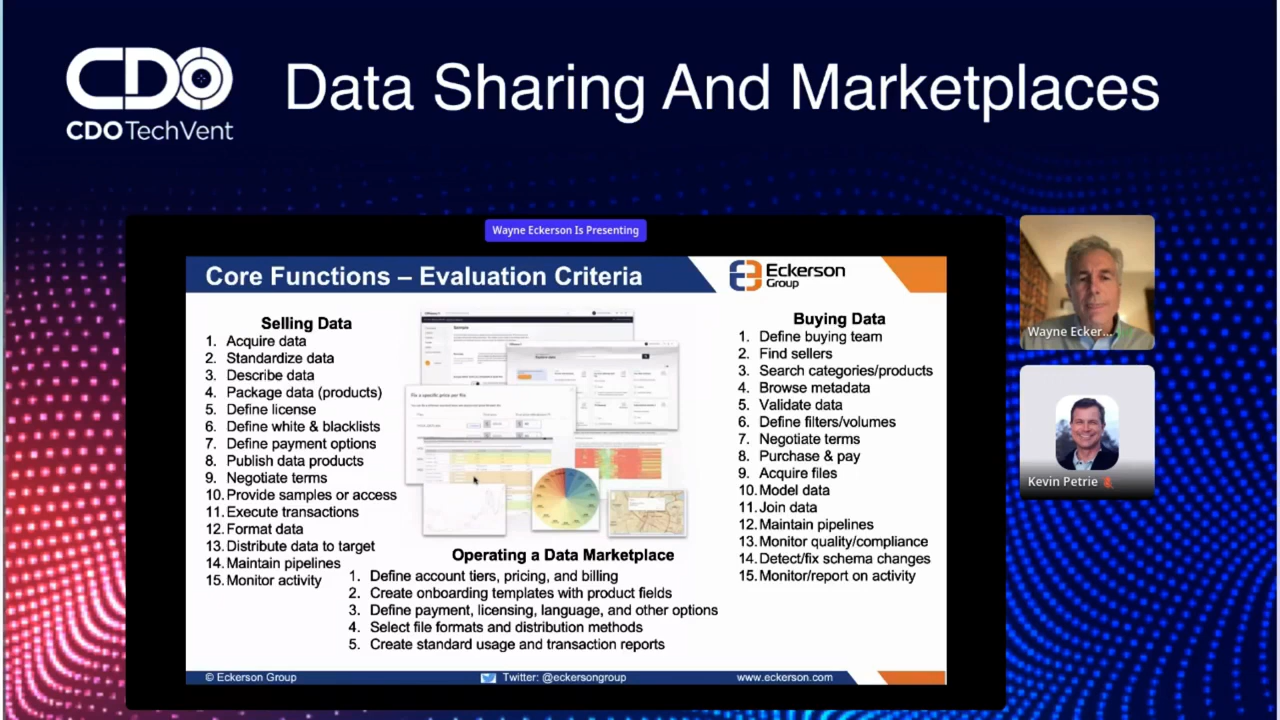 CDO
CDO TechVent
Data Sharing And Marketplaces
Wayne Eckerson Is Presenting
Core Functions – Evaluation Criteria
Eckerson
Group
Selling Data
1. Acquire data
2. Standardize data
3. Describe data
4. Package data (products)
5. Define license
6. Define white & blacklists
7. Define payment options
8. Publish data products
9. Negotiate terms
10. Provide samples or access
11. Execute transactions
12. Format data
13. Distribute data to target
14. Maintain pipelines
15. Monitor activity
Fix a specific price per file
Operating a Data Marketplace
1. Define account tiers, pricing, and billing
2. Create onboarding templates with product fields
3. Define payment, licensing, language, and other options
4. Select file formats and distribution methods
5. Create standard usage and transaction reports
Buying Data
1. Define buying team
2. Find sellers
3. Search categories/products
4. Browse metadata
5. Validate data
6. Define filters/volumes
7. Negotiate terms
8. Purchase & pay
9. Acquire files
10. Model data
11. Join data
12. Maintain pipelines
13. Monitor quality/compliance
14. Detect/fix schema changes
15. Monitor/report on activity
© Eckerson Group
Twitter: @eckersongroup
www.eckerson.com
Wayne Ecker...
Kevin Petrie